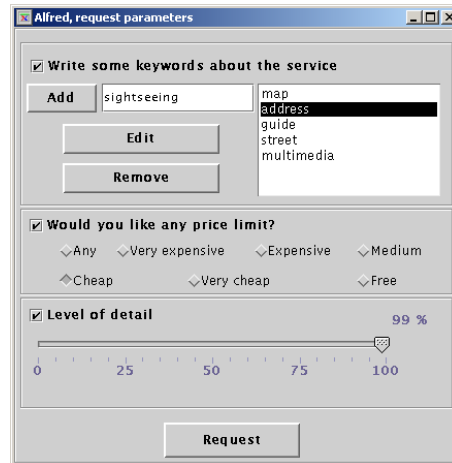 Alfred, request parameters
Write some keywords about the service
Add
sightseeing
map
address
guide
street
multimedia
Edit
Remove
Would you like any price limit?
Any Very expensive Expensive Medium
Cheap Very cheap Free
Level of detail
99 %
0 25 50 75 100
Request